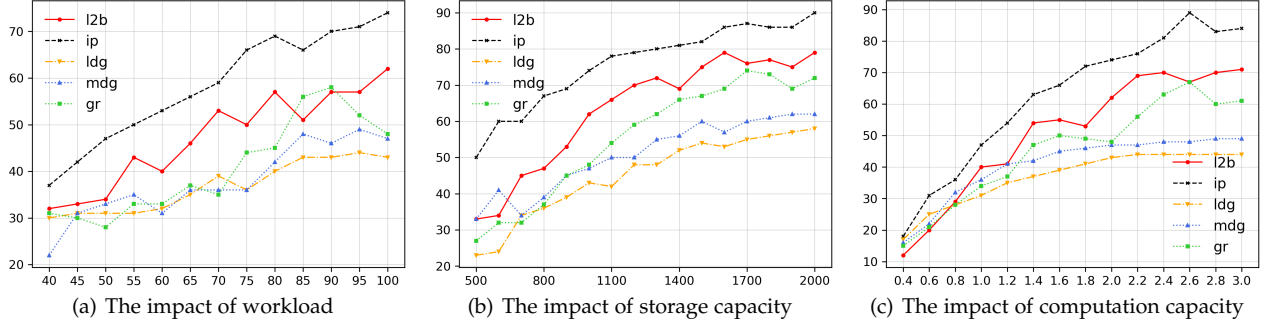 l2b
ip
ldg
mdg
gr
70
60
50
40
30
20
40 45 50 55 60 65 70 75 80 85 90 95 100
(a) The impact of workload
l2b
ip
ldg
mdg
gr
90
80
70
60
50
40
30
20
500 800 1100 1400 1700 2000
(b) The impact of storage capacity
90
80
70
60
50
40
30
20
10
l2b
ip
ldg
mdg
gr
0.4 0.6 0.8 1.0 1.2 1.4 1.6 1.8 2.0 2.2 2.4 2.6 2.8 3.0
(c) The impact of computation capacity